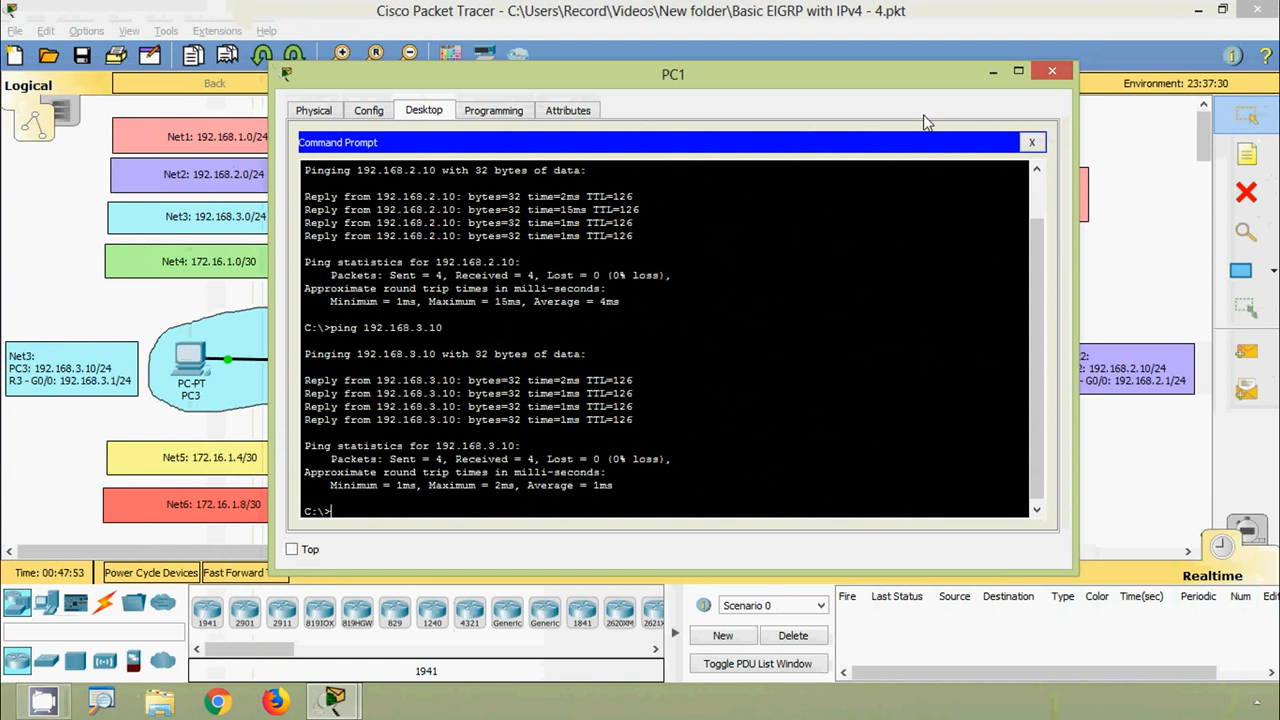 Cisco Packet Tracer - C:\Users\Record\Videos\New folder\Basic EIGRP with IPv4 - 4.pkt
File Edit Options View Tools Extensions Help
Logical
Back
Environment: 23:37:30
PC1
Physical Config Desktop Programming Attributes
Command Prompt
X
Pinging 192.168.2.10 with 32 bytes of data:
Reply from 192.168.2.10: bytes=32 time=2ms TTL=126
Reply from 192.168.2.10: bytes=32 time=15ms TTL=126
Reply from 192.168.2.10: bytes=32 time=1ms TTL=126
Reply from 192.168.2.10: bytes=32 time=1ms TTL=126
Ping statistics for 192.168.2.10:
Packets: Sent = 4, Received = 4, Lost = 0 (0% loss),
Approximate round trip times in milli-seconds:
Minimum = 1ms, Maximum = 15ms, Average = 4ms
C:\>ping 192.168.3.10
Pinging 192.168.3.10 with 32 bytes of data:
Reply from 192.168.3.10: bytes=32 time=2ms TTL=126
Reply from 192.168.3.10: bytes=32 time=1ms TTL=126
Reply from 192.168.3.10: bytes=32 time=1ms TTL=126
Reply from 192.168.3.10: bytes=32 time=1ms TTL=126
Ping statistics for 192.168.3.10:
Packets: Sent = 4, Received = 4, Lost = 0 (0% loss),
Approximate round trip times in milli-seconds:
Minimum = 1ms, Maximum = 2ms, Average = 1ms
C:\>
Top
Net1: 192.168.1.0/24
Net2: 192.168.2.0/24
Net3: 192.168.3.0/24
Net4: 172.16.1.0/30
Net3:
PC3: 192.168.3.10/24
R3 - G0/0: 192.168.3.1/24
PC-PT
PC3
2:
2: 192.168.2.10/24
- G0/0: 192.168.2.1/24
Net5: 172.16.1.4/30
Net6: 172.16.1.8/30
Time: 00:47:53 Power Cycle Devices Fast Forward
Realtime
1941 2901 2911 819IOX 819HGW 829 1240 4321 Generic Generic 1841 2620XM 2621X
1941
Scenario 0
New Delete
Toggle PDU List Window
Fire Last Status Source Destination Type Color Time(sec) Periodic Num Edit